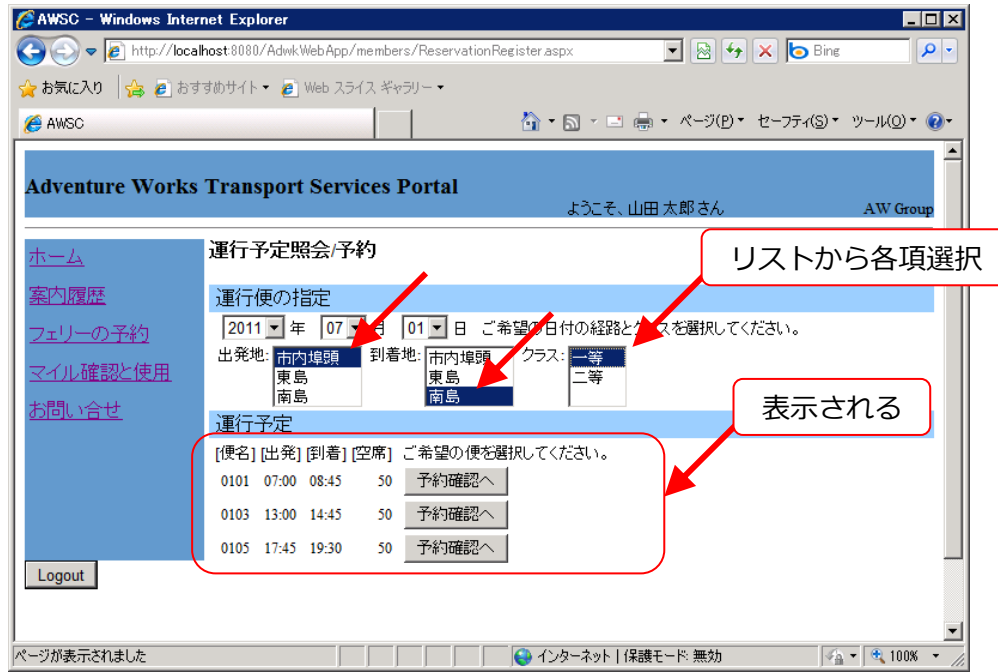 AWSC - Windows Internet Explorer
http://localhost:8080/AdwkWebApp/members/ReservationRegister.aspx
Bing
お気に入り
おすすめサイト
Web スライス ギャラリー
AWSC
ページ(P)
セーフティ(S)
ツール(O)
Adventure Works Transport Services Portal
ようこそ、山田 太郎 さん
AW Group
ホーム
案内履歴
フェリーの予約
マイル確認と使用
お問い合せ
Logout
運行予定照会/予約
リストから各項選択
運行便の指定
2011 年 07 月 01 日 ご希望の日付の経路とクラスを選択してください。
出発地: 市内埠頭 到着地: 市内埠頭 クラス: 一等
東島 東島 二等
南島 南島
表示される
運行予定
[便名] [出発] [到着] [空席] ご希望の便を選択してください。
0101 07:00 08:45 50 予約確認へ
0103 13:00 14:45 50 予約確認へ
0105 17:45 19:30 50 予約確認へ
ページが表示されました
インターネット | 保護モード: 無効
100%